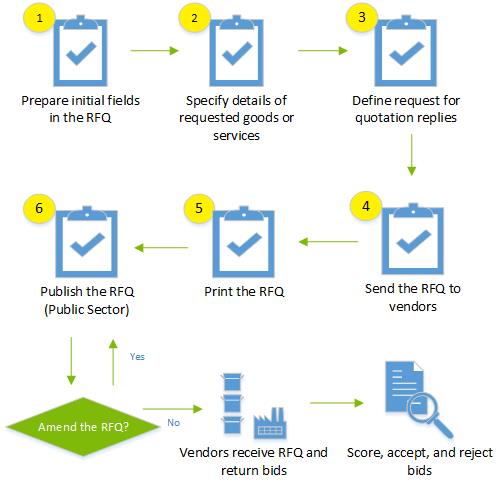 1
Prepare initial fields
in the RFQ
2
Specify details of
requested goods or
services
3
Define request for
quotation replies
4
Send the RFQ to
vendors
5
Print the RFQ
6
Publish the RFQ
(Public Sector)
Yes
Amend the RFQ?
No
Vendors receive RFQ and
return bids
Score, accept, and reject
bids